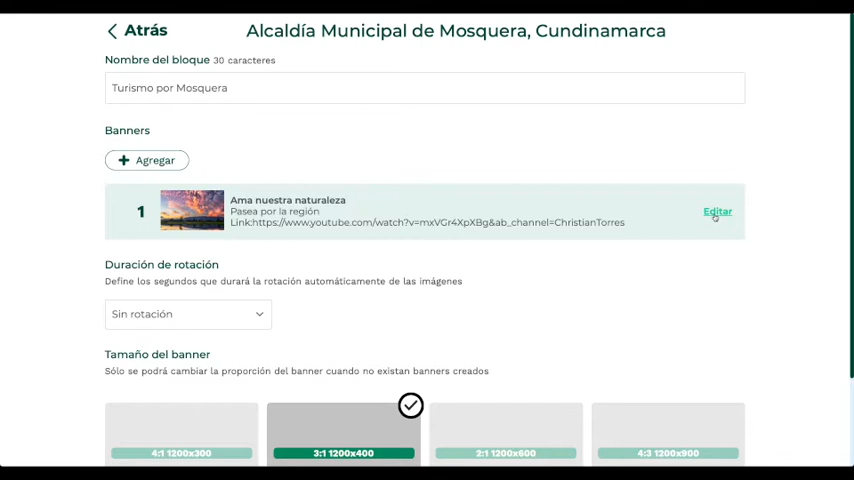 Atrás
Alcaldía Municipal de Mosquera, Cundinamarca
Nombre del bloque 30 caracteres
Turismo por Mosquera
Banners
Agregar
1
Ama nuestra naturaleza
Pasea por la región
Link:https://www.youtube.com/watch?v=mxVGr4XpXBg&ab_channel=ChristianTorres
Editar
Duración de rotación
Define los segundos que durará la rotación automáticamente de las imágenes
Sin rotación
Tamaño del banner
Sólo se podrá cambiar la proporción del banner cuando no existan banners creados
4:1 1200x300
3:1 1200x400
2:1 1200x600
4:3 1200x900